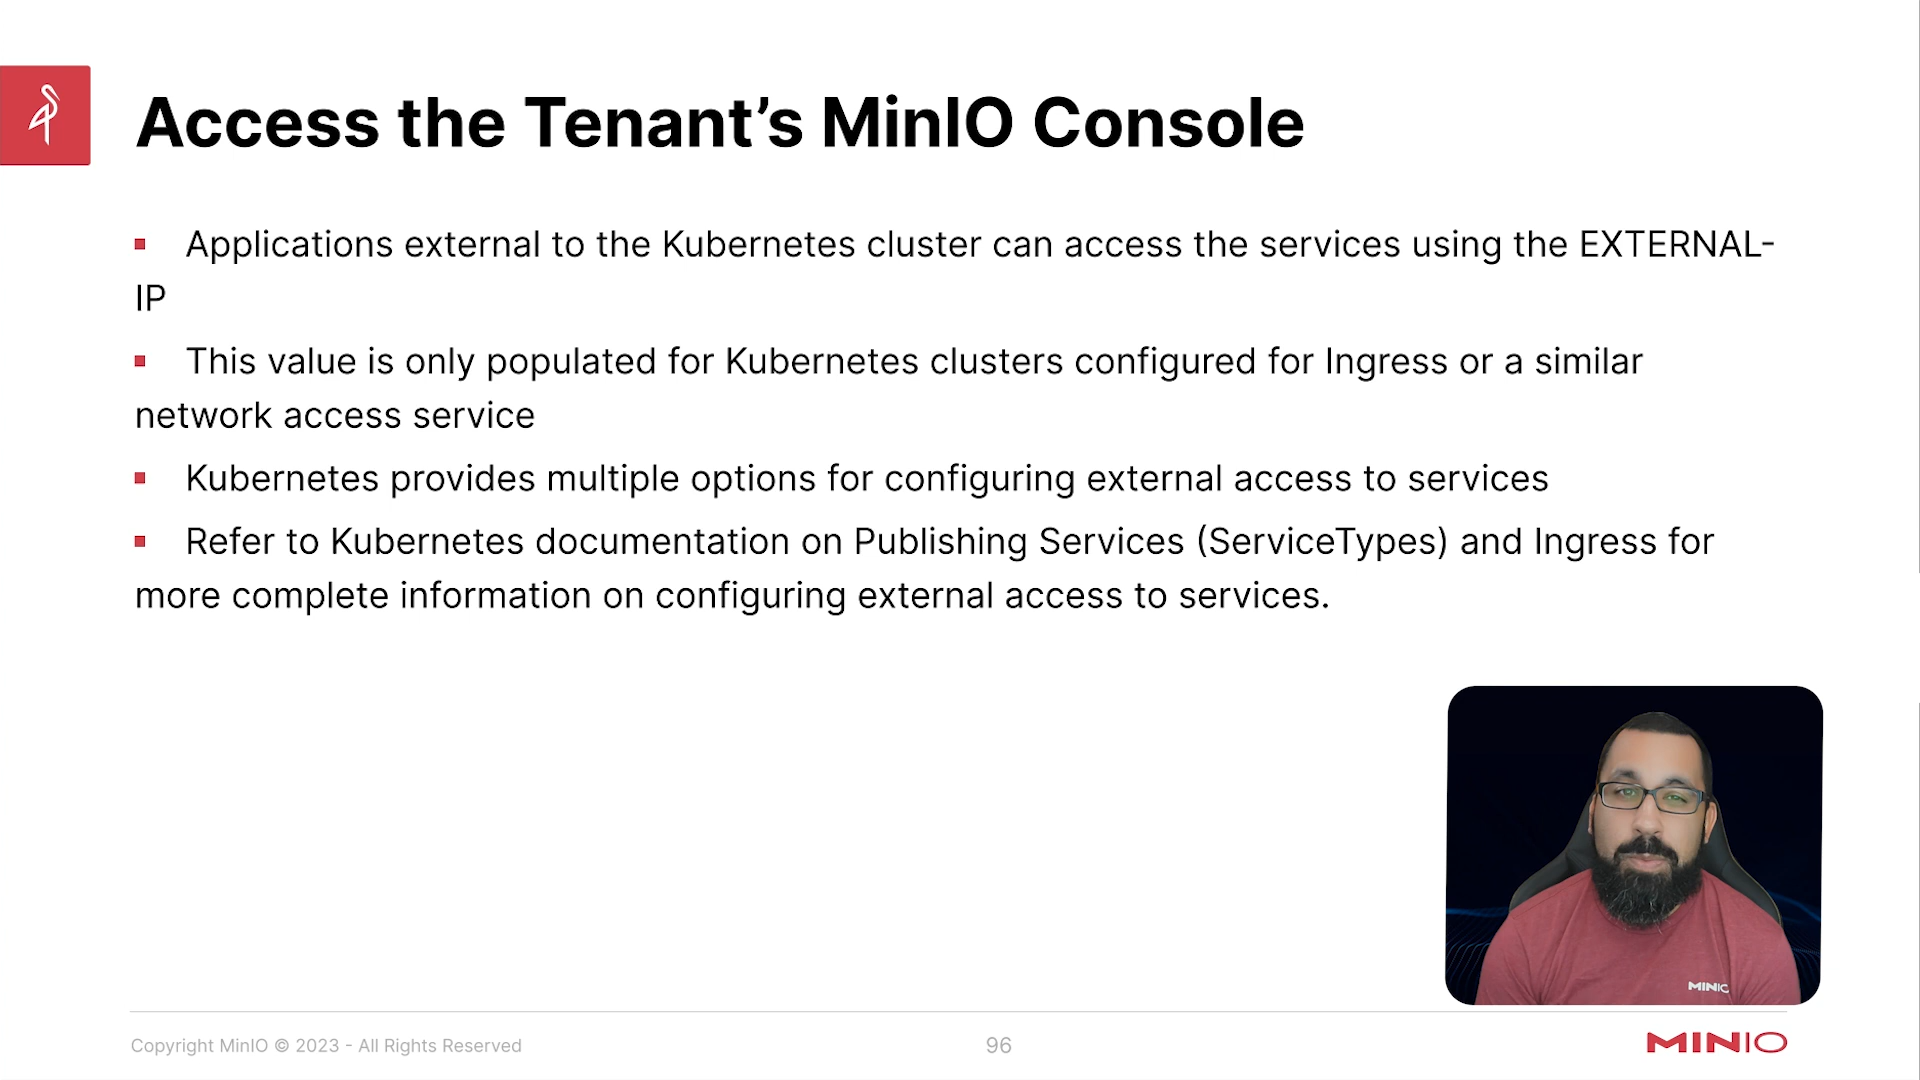 Access the Tenant’s MinIO Console
▪ Applications external to the Kubernetes cluster can access the services using the EXTERNAL-
IP
▪ This value is only populated for Kubernetes clusters configured for Ingress or a similar
network access service
▪ Kubernetes provides multiple options for configuring external access to services
▪ Refer to Kubernetes documentation on Publishing Services (ServiceTypes) and Ingress for
more complete information on configuring external access to services.
MINIO
Copyright MinIO © 2023 - All Rights Reserved
96
MINIO